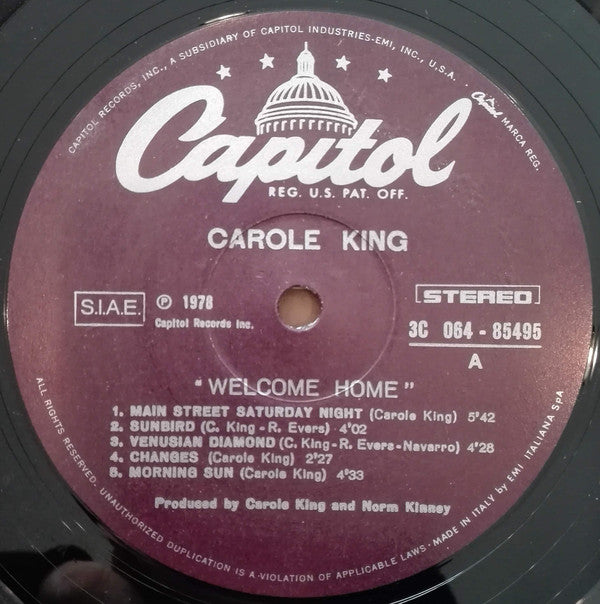 CAPITOL RECORDS, INC., A SUBSIDIARY OF CAPITOL INDUSTRIES-EMI, INC., U.S.A.
Capitol MARCA REG.
Capitol
REG. U.S. PAT. OFF.
CAROLE KING
S.I.A.E.
Ⓟ 1978
Capitol Records Inc.
STEREO
3C 064 - 85495
A
"WELCOME HOME"
1. MAIN STREET SATURDAY NIGHT (Carole King) 5'42
2. SUNBIRD (C. King - R. Evers) 4'02
3. VENUSIAN DIAMOND (C. King - R. Evers - Navarro) 4'28
4. CHANGES (Carole King) 2'27
5. MORNING SUN (Carole King) 4'33
Produced by Carole King and Norm Kinney
ALL RIGHTS RESERVED. UNAUTHORIZED DUPLICATION IS A VIOLATION OF APPLICABLE LAWS - MADE IN ITALY by EMI ITALIANA SpA